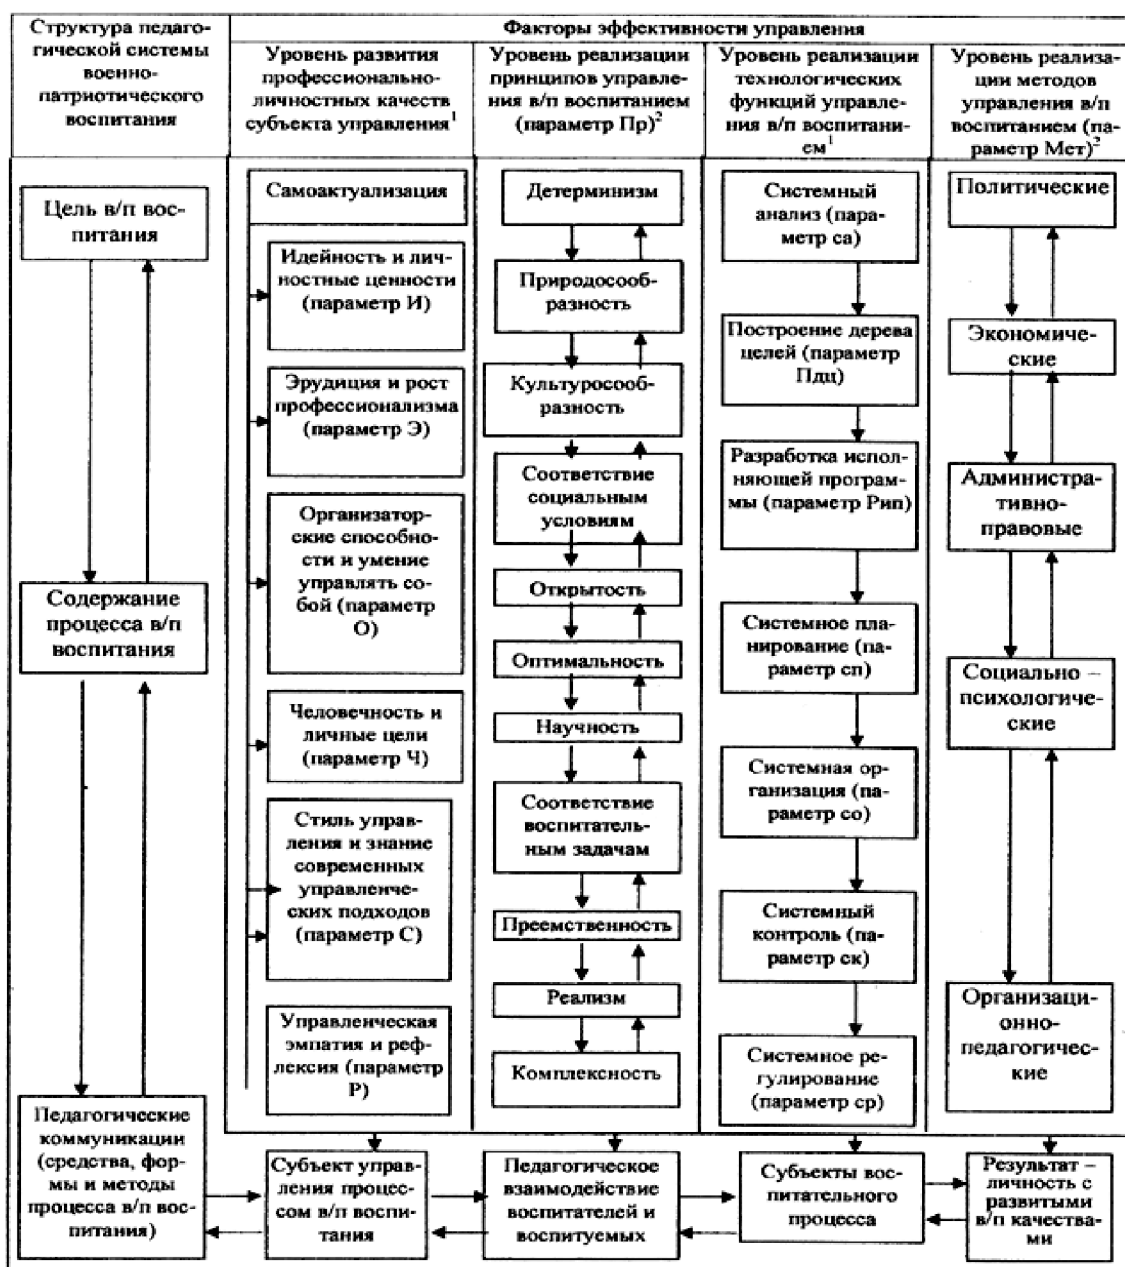 Структура педаго-
гической системы
военно-
патриотического
воспитания
Факторы эффективности управления
Уровень развития
профессионально-
личностных качеств
субъекта управления¹
Уровень реализации
принципов управле-
ния в/п воспитанием
(параметр Пр)²
Уровень реализации
технологических
функций управле-
ния в/п воспитани-
ем¹
Уровень реализа-
ции методов
управления в/п
воспитанием (па-
раметр Мет)²
Цель в/п вос-
питания
Содержание
процесса в/п
воспитания
Педагогические
коммуникации
(средства, фор-
мы и методы
процесса в/п вос-
питания)
Самоактуализация
Идейность и лич-
ностные ценности
(параметр И)
Эрудиция и рост
профессионализма
(параметр Э)
Организатор-
ские способно-
сти и умение
управлять со-
бой (параметр
О)
Человечность и
личные цели
(параметр Ч)
Стиль управ-
ления и знание
современных
управленче-
ских подходов
(параметр С)
Управленческая
эмпатия и реф-
лексия (параметр
Р)
Детерминизм
Природосооб-
разность
Культуросооб-
разность
Соответствие
социальным
условиям
Открытость
Оптимальность
Научность
Соответствие
воспитатель-
ным задачам
Преемственность
Реализм
Комплексность
Системный
анализ (пара-
метр са)
Построение дерева
целей (параметр
Пдц)
Разработка испол-
няющей програм-
мы (параметр Рип)
Системное пла-
нирование (па-
раметр сп)
Системная ор-
ганизация (па-
раметр со)
Системный
контроль (па-
раметр ск)
Системное ре-
гулирование
(параметр ср)
Политические
Экономиче-
ские
Администра-
тивно-
правовые
Социально –
психологиче-
ские
Организаци-
онно-
педагогичес-
кие
Субъект управ-
ления процес-
сом в/п воспи-
тания
Педагогическое
взаимодействие
воспитателей и
воспитуемых
Субъекты вос-
питательного
процесса
Результат –
личность с
развитыми
в/п качества-
ми